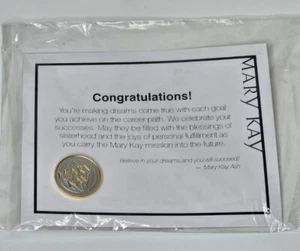 Congratulations!
You're making dreams come true with each goal
you achieve on the career path. We celebrate your
successes. May they be filled with the blessings of
sisterhood and the joys of personal fulfillment as
you carry the Mary Kay mission into the future.
Believe in your dreams and you will succeed!
— Mary Kay Ash
MARY KAY